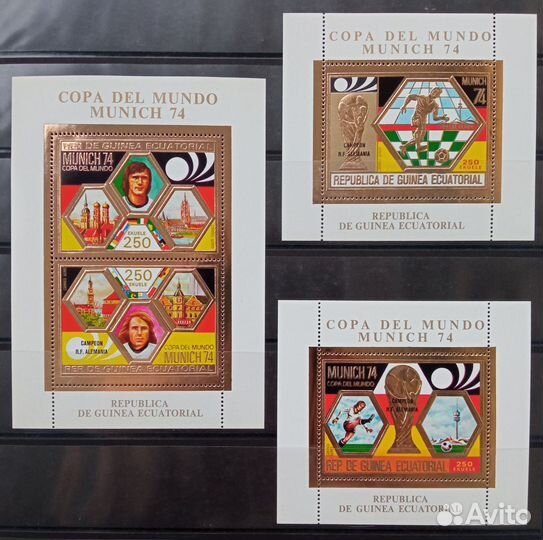 COPA DEL MUNDO
MUNICH 74
REP. DE GUINEA ECUATORIAL
MUNICH 74
COPA DEL MUNDO
EKUELE
250
250
EKUELE
CAMPEON
R.F. ALEMANIA
COPA DEL MUNDO
MUNICH 74
REP. DE GUINEA ECUATORIAL
REPUBLICA
DE GUINEA ECUATORIAL
COPA DEL MUNDO
MUNICH 74
MUNICH
74
CAMPEON
R.F. ALEMANIA
250
EKUELE
REPUBLICA DE GUINEA ECUATORIAL
REPUBLICA
DE GUINEA ECUATORIAL
COPA DEL MUNDO
MUNICH 74
MUNICH 74
COPA DEL MUNDO
CAMPEON
R.F. ALEMANIA
REP. DE GUINEA ECUATORIAL
250
EKUELE
REPUBLICA
DE GUINEA ECUATORIAL
Avito